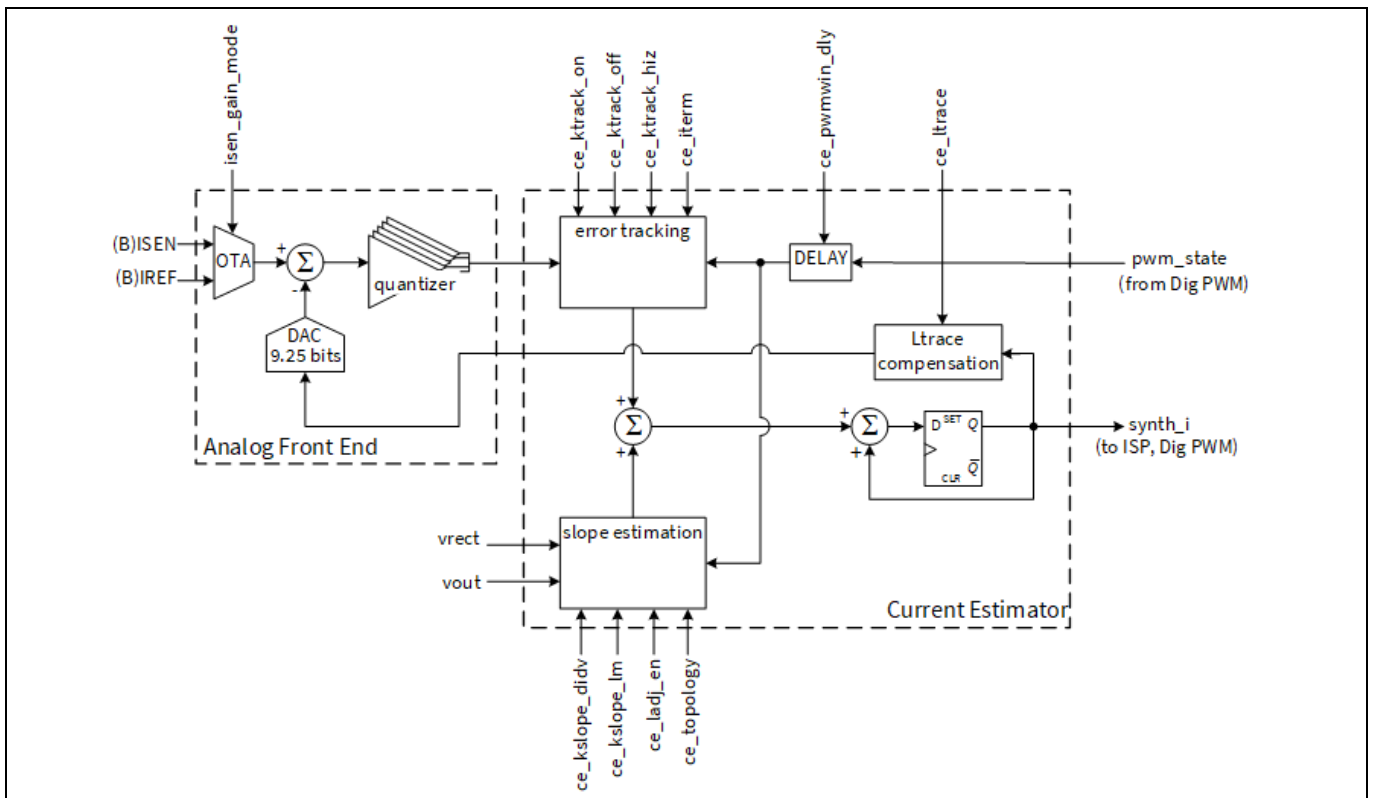 isen_gain_mode
ce_ktrack_on
ce_ktrack_off
ce_ktrack_hiz
ce_iterm
ce_pwmwin_dly
ce_ltrace
(B)ISEN
(B)IREF
OTA
+
Σ
-
quantizer
DAC
9.25 bits
Analog Front End
error tracking
DELAY
pwm_state
(from Dig PWM)
Ltrace
compensation
+
Σ
+
+
Σ
+
D
SET
Q
CLR
Q̅
synth_i
(to ISP, Dig PWM)
vrect
vout
slope estimation
Current Estimator
ce_kslope_didv
ce_kslope_lm
ce_ladj_en
ce_topology